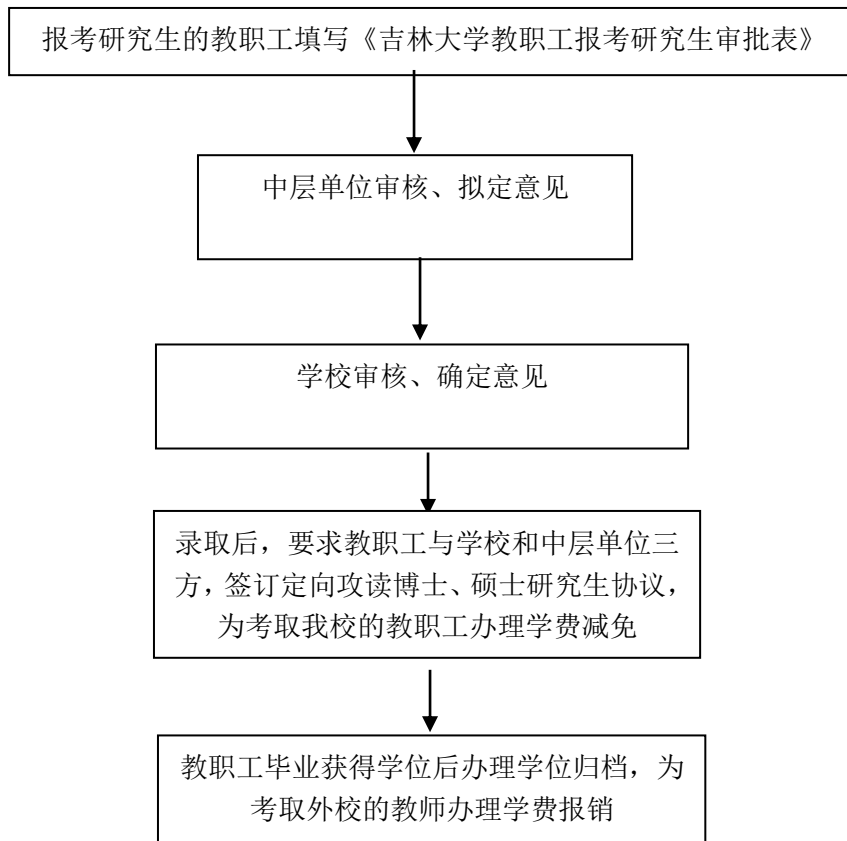 报考研究生的教职工填写《吉林大学教职工报考研究生审批表》
中层单位审核、拟定意见
学校审核、确定意见
录取后，要求教职工与学校和中层单位三
方，签订定向攻读博士、硕士研究生协议，
为考取我校的教职工办理学费减免
教职工毕业获得学位后办理学位归档，为
考取外校的教师办理学费报销